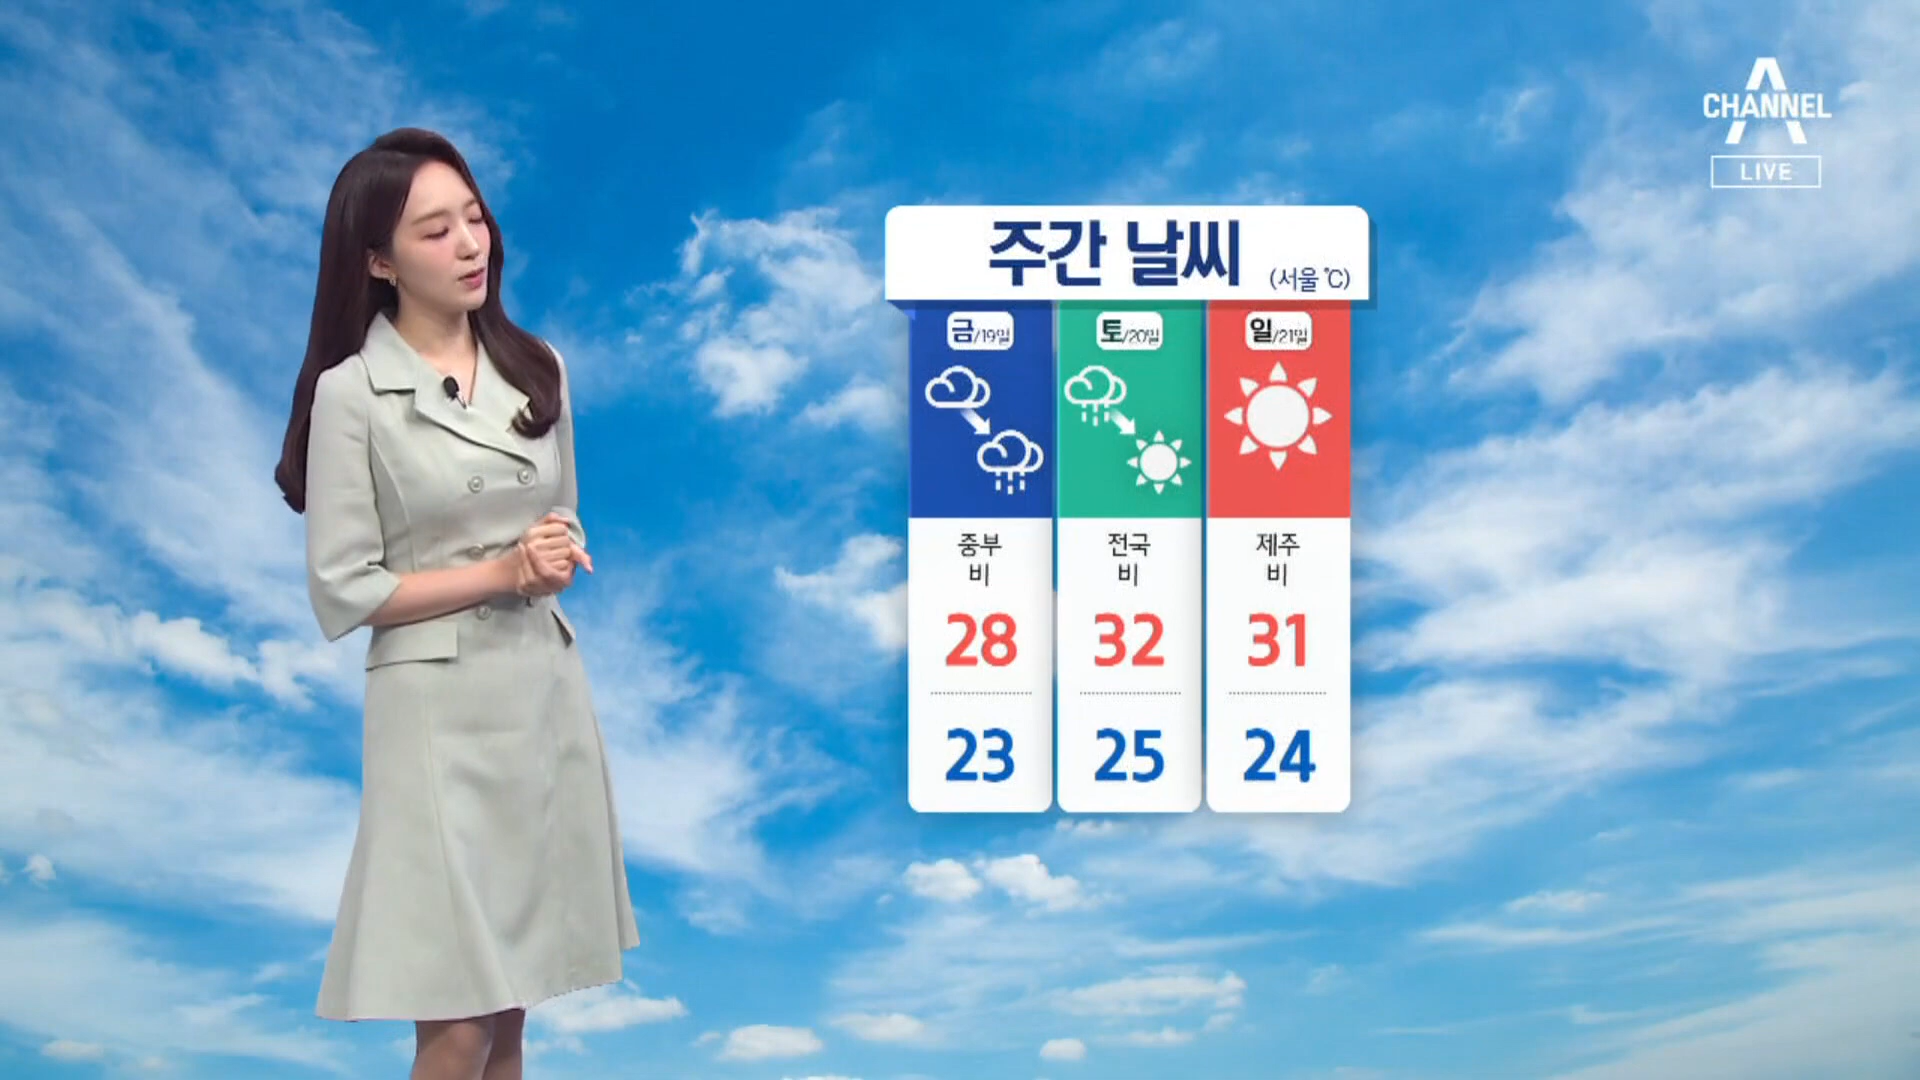 CHANNEL A
LIVE
주간 날씨 (서울 ℃)
금/19일
토/20일
일/21일
중부
비
전국
비
제주
비
28
32
31
23
25
24